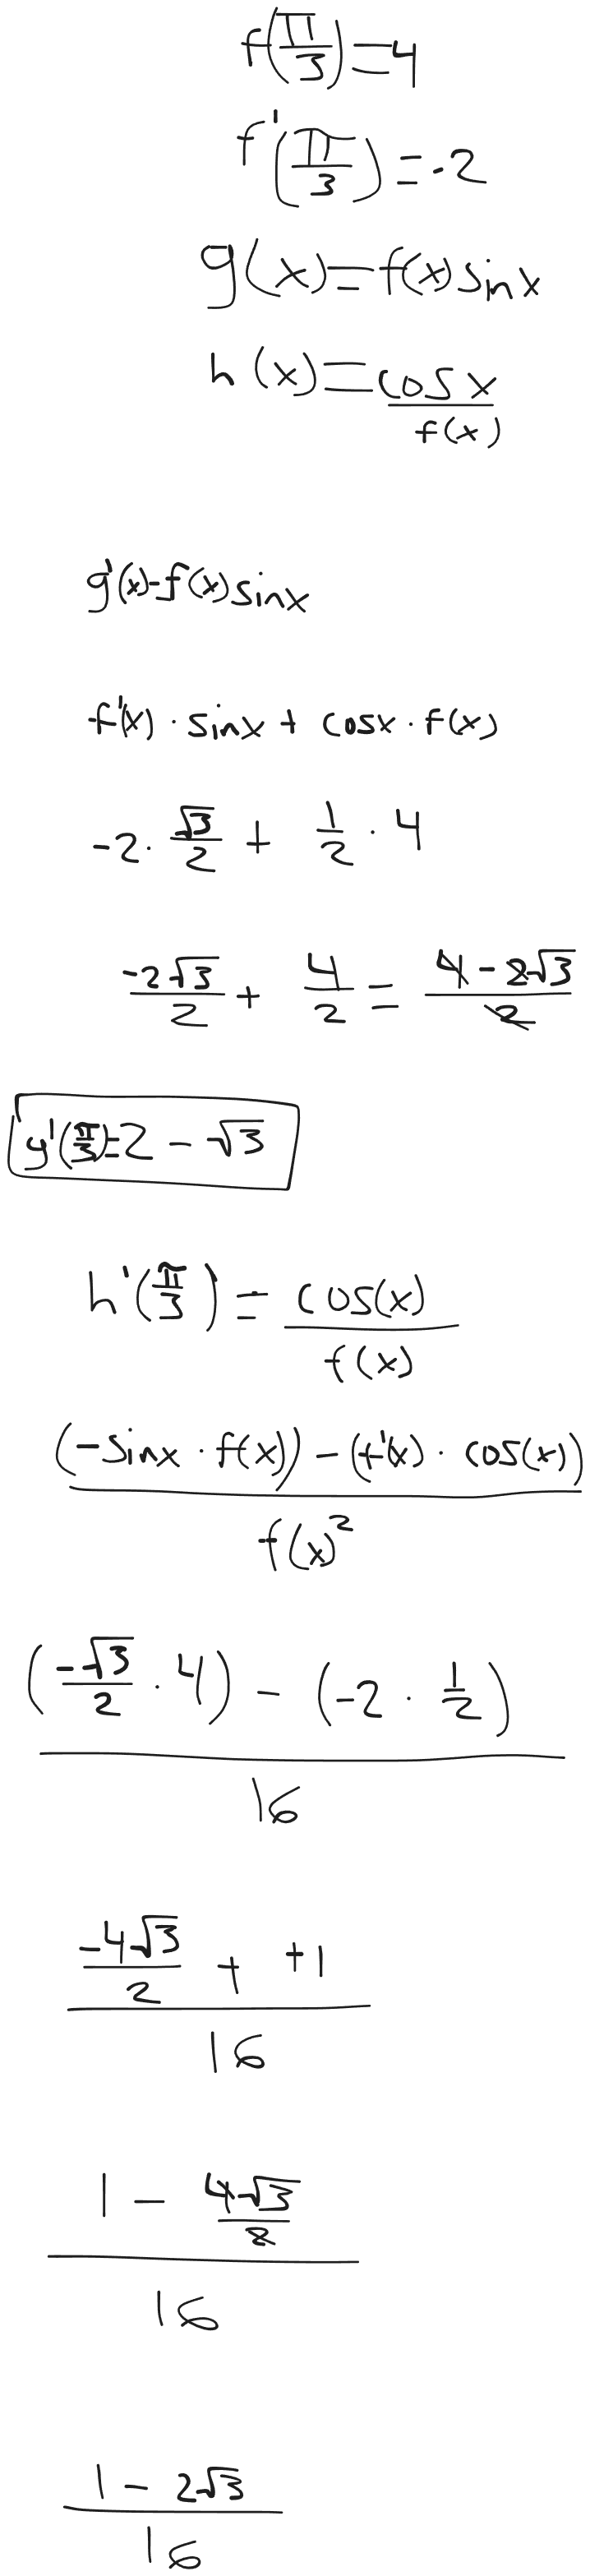 f(π/3)=4
f'(π/3)=-2
g(x)=f(x)sinx
h(x)=cosx/f(x)
g'(x)=f(x)sinx
f'(x)·sinx+cosx·f(x)
-2·√3/2+1/2·4
-2√3/2+4/2=4-2√3/2
y'(π/3)=2-√3
h'(π/3)=cos(x)/f(x)
(-sinx·f(x))-(f'(x)·cos(x))/f(x)²
(-√3/2·4)-(-2·1/2)/16
-4√3/2++1/16
1-4√3/2/16
1-2√3/16